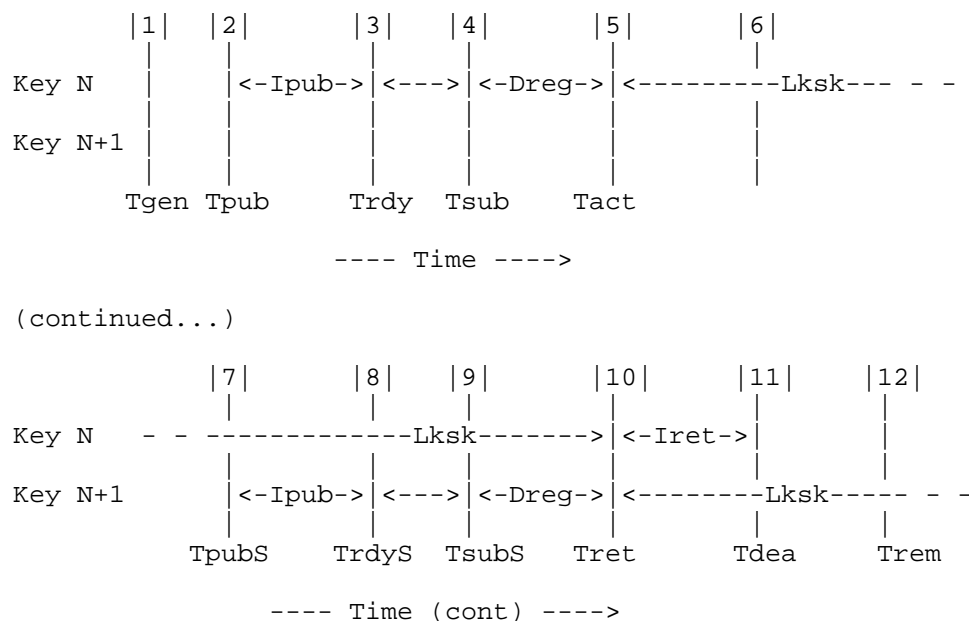 |1| |2| |3| |4| |5| |6|
| | | | | |
Key N | |<-Ipub->|<--->|<-Dreg->|<---------Lksk--- - -
| | | | | |
Key N+1 | | | | | |
| | | | | |
Tgen Tpub Trdy Tsub Tact
---- Time ---->
(continued...)
|7| |8| |9| |10| |11| |12|
| | | | | |
Key N - - -------------Lksk------->|<-Iret->| |
| | | | | |
Key N+1 |<-Ipub->|<--->|<-Dreg->|<--------Lksk----- - -
| | | | | |
TpubS TrdyS TsubS Tret Tdea Trem
---- Time (cont) ---->